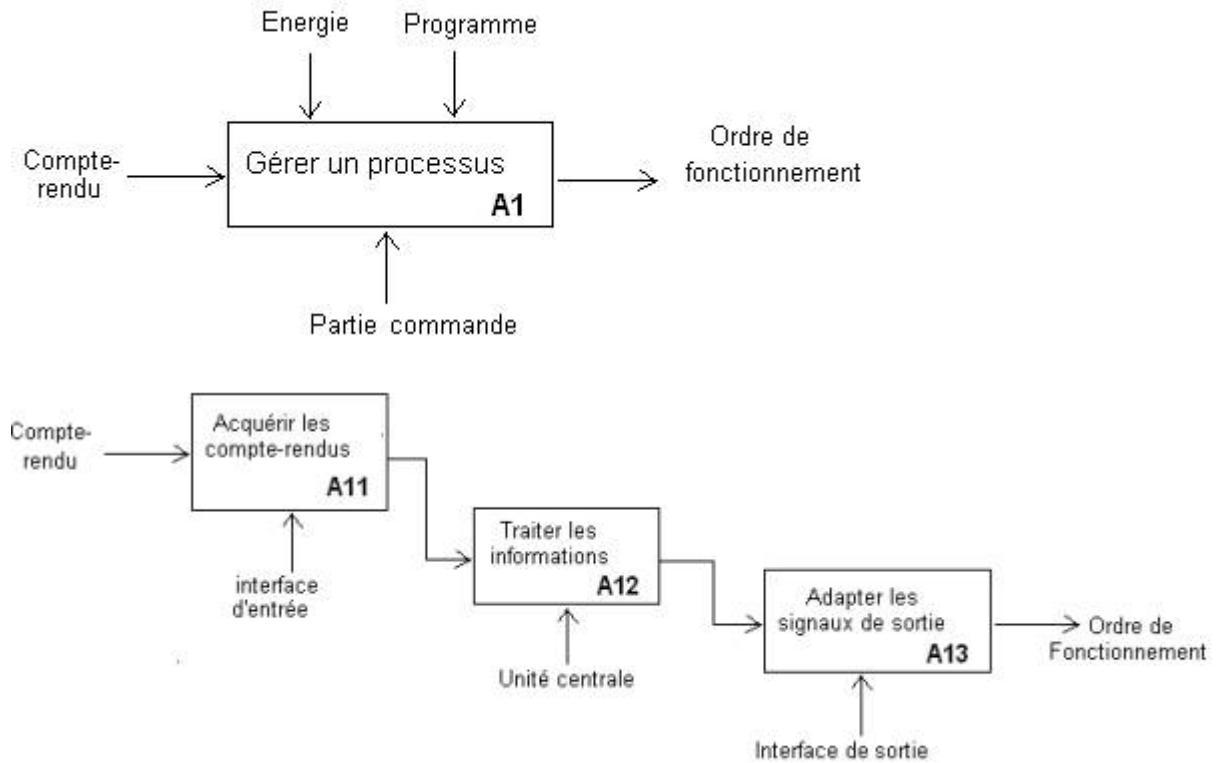 Energie
Programme
Compte-
rendu
Gérer un processus
A1
Ordre de
fonctionnement
Partie commande
Compte-
rendu
Acquérir les
compte-rendus
A11
interface
d'entrée
Traiter les
informations
A12
Unité centrale
Adapter les
signaux de sortie
A13
Ordre de
Fonctionnement
Interface de sortie